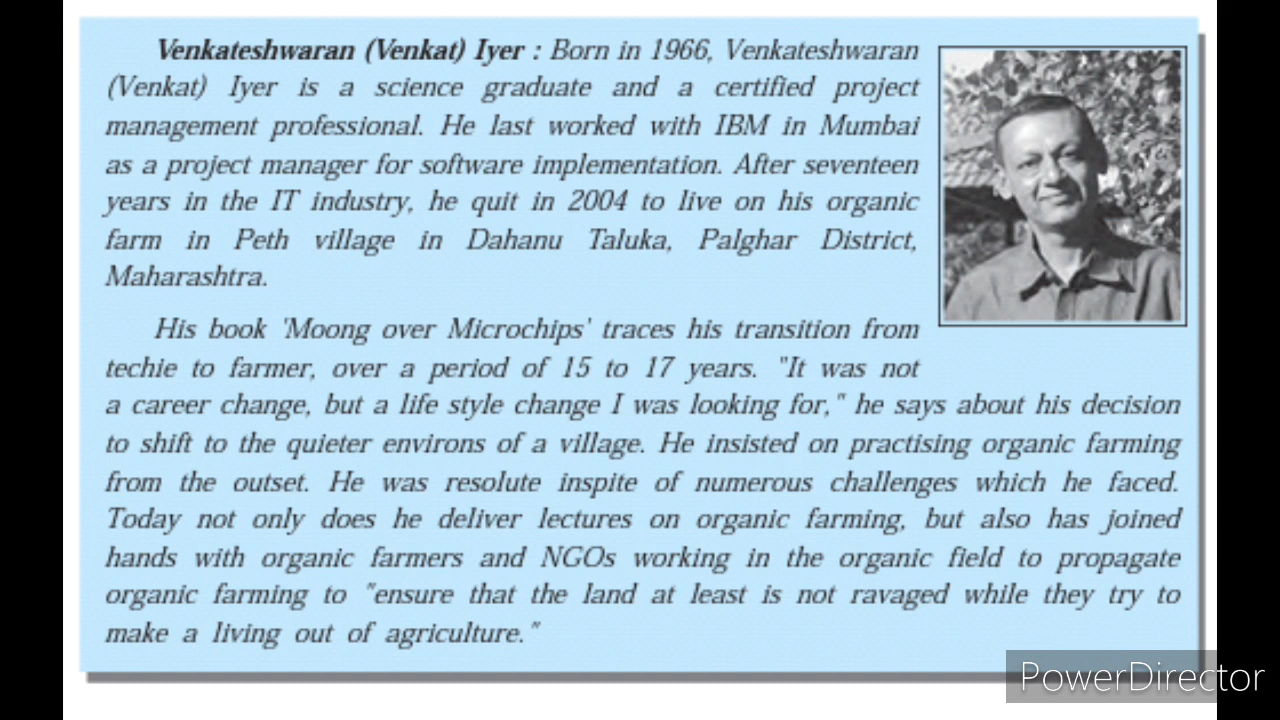 Venkateshwaran (Venkat) Iyer : Born in 1966, Venkateshwaran
(Venkat) Iyer is a science graduate and a certified project
management professional. He last worked with IBM in Mumbai
as a project manager for software implementation. After seventeen
years in the IT industry, he quit in 2004 to live on his organic
farm in Peth village in Dahanu Taluka, Palghar District,
Maharashtra.
His book 'Moong over Microchips' traces his transition from
techie to farmer, over a period of 15 to 17 years. "It was not
a career change, but a life style change I was looking for," he says about his decision
to shift to the quieter environs of a village. He insisted on practising organic farming
from the outset. He was resolute inspite of numerous challenges which he faced.
Today not only does he deliver lectures on organic farming, but also has joined
hands with organic farmers and NGOs working in the organic field to propagate
organic farming to "ensure that the land at least is not ravaged while they try to
make a living out of agriculture."
PowerDirector